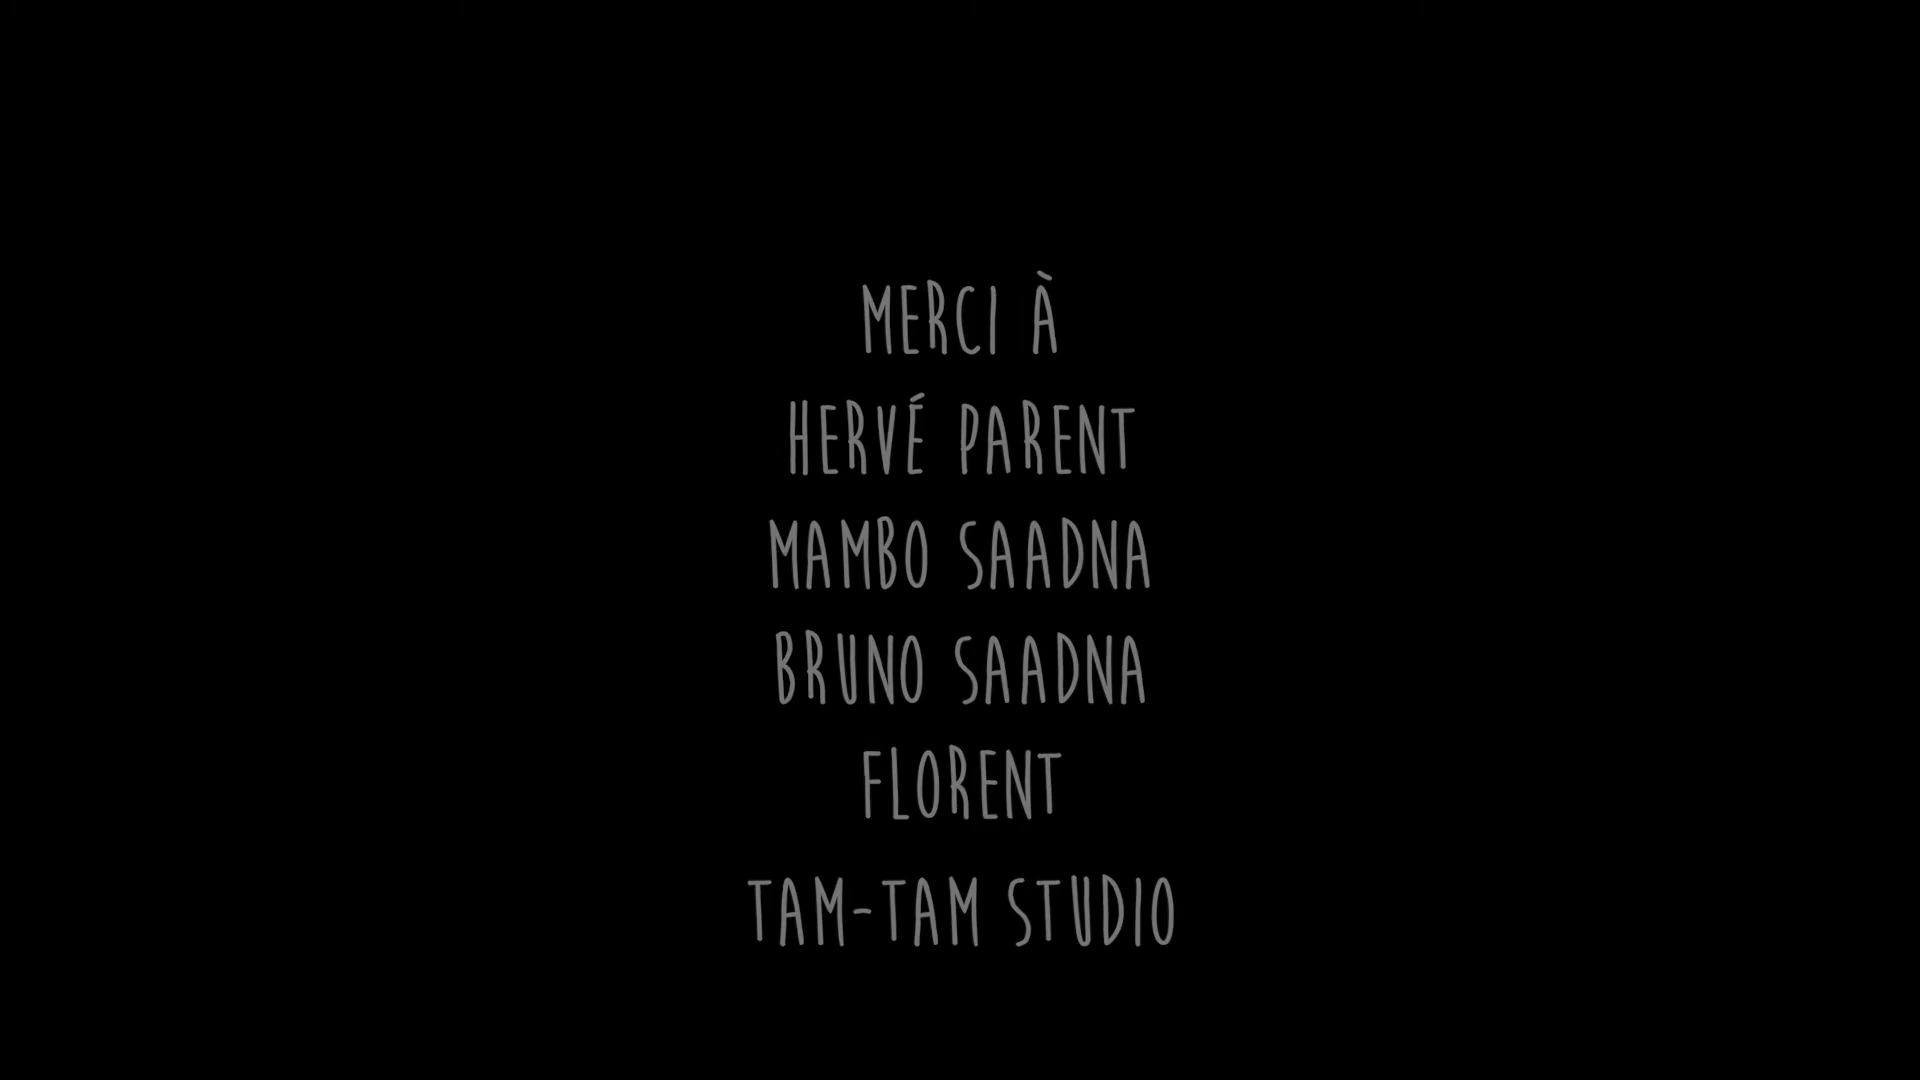 MERCI À
HERVÉ PARENT
MAMBO SAADNA
BRUNO SAADNA
FLORENT
TAM-TAM STUDIO